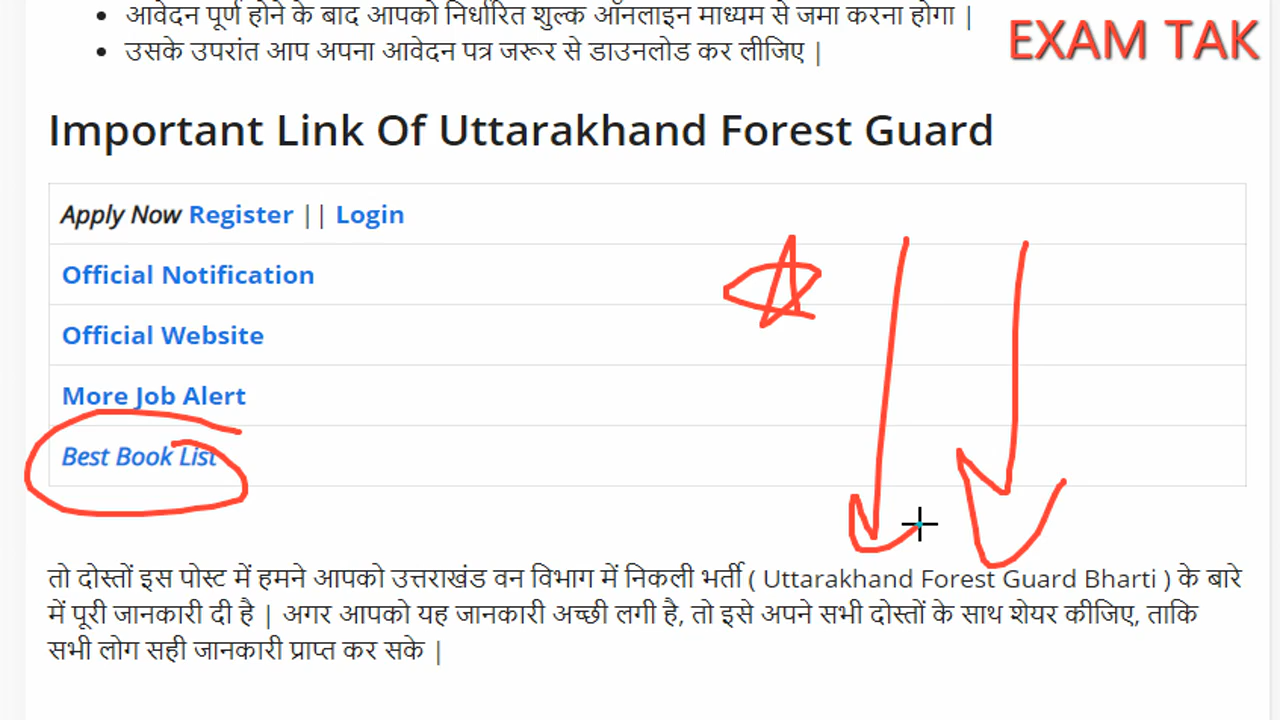 आवेदन पूर्ण होने के बाद आपको निर्धारित शुल्क ऑनलाइन माध्यम से जमा करना होगा |
उसके उपरांत आप अपना आवेदन पत्र जरूर से डाउनलोड कर लीजिए |
EXAM TAK
Important Link Of Uttarakhand Forest Guard
Apply Now Register || Login
Official Notification
Official Website
More Job Alert
Best Book List
तो दोस्तों इस पोस्ट में हमने आपको उत्तराखंड वन विभाग में निकली भर्ती ( Uttarakhand Forest Guard Bharti ) के बारे
में पूरी जानकारी दी है | अगर आपको यह जानकारी अच्छी लगी है, तो इसे अपने सभी दोस्तों के साथ शेयर कीजिए, ताकि
सभी लोग सही जानकारी प्राप्त कर सके |